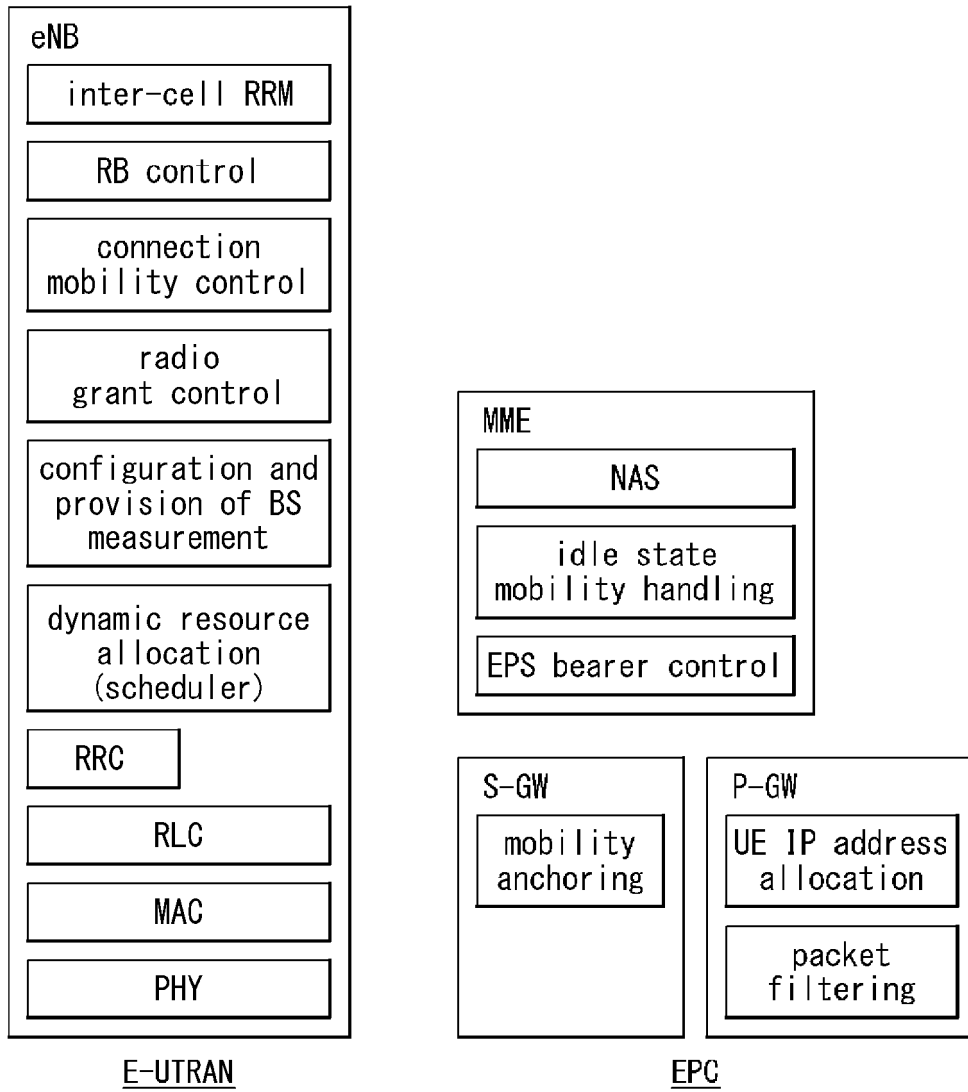 eNB
inter-cell RRM
RB control
connection
mobility control
radio
grant control
configuration and
provision of BS
measurement
dynamic resource
allocation
(scheduler)
RRC
RLC
MAC
PHY
E-UTRAN
MME
NAS
idle state
mobility handling
EPS bearer control
S-GW
mobility
anchoring
P-GW
UE IP address
allocation
packet
filtering
EPC